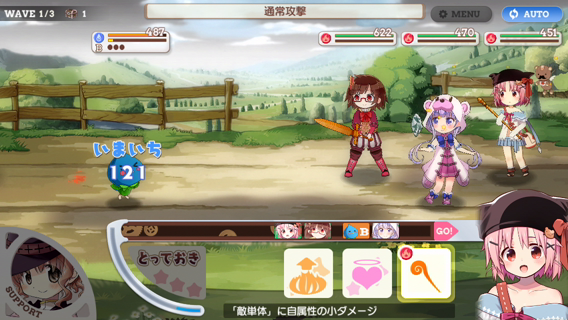 WAVE 1/3
1
通常攻撃
MENU
AUTO
487
B
622
470
451
いまいち
121
B
GO!
とっておき
SUPPORT
「敵単体」に自属性の小ダメージ